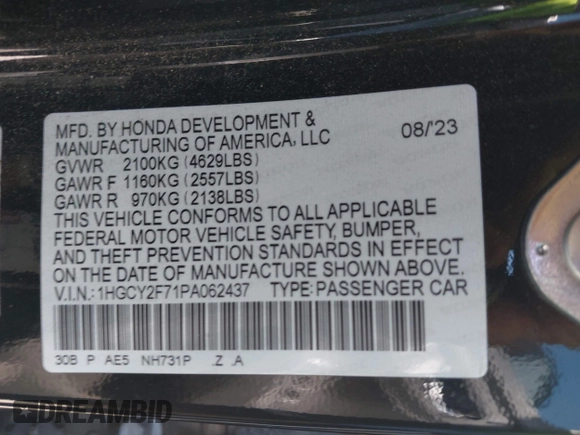 MFD. BY HONDA DEVELOPMENT &
MANUFACTURING OF AMERICA, LLC 08/'23
GVWR 2100KG (4629LBS)
GAWR F 1160KG (2557LBS)
GAWR R 970KG (2138LBS)
THIS VEHICLE CONFORMS TO ALL APPLICABLE
FEDERAL MOTOR VEHICLE SAFETY, BUMPER,
AND THEFT PREVENTION STANDARDS IN EFFECT
ON THE DATE OF MANUFACTURE SHOWN ABOVE.
V.I.N.: 1HGCY2F71PA062437 TYPE: PASSENGER CAR
30B P AE5 NH731P .Z .A
DREAMBID